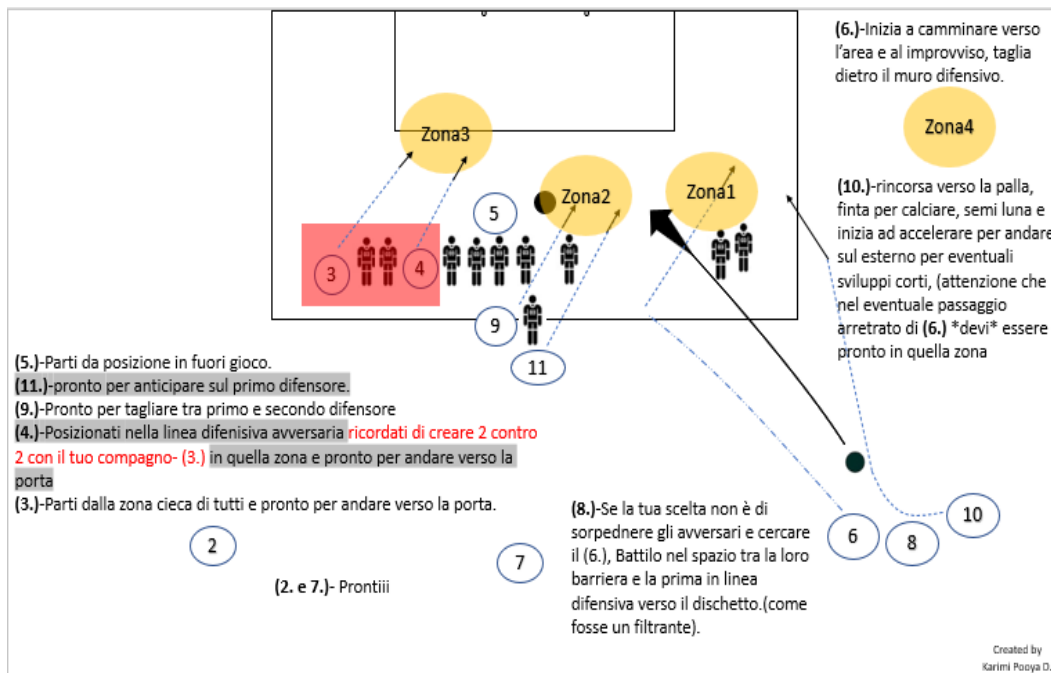 (6.)-Inizia a camminare verso
l'area e al improvviso, taglia
dietro il muro difensivo.
Zona3
Zona4
Zona2
Zona1
5
3
4
9
11
(10.)-rincorsa verso la palla,
finta per calciare, semi luna e
inizia ad accelerare per andare
sul esterno per eventuali
sviluppi corti, (attenzione che
nel eventuale passaggio
arretrato di (6.) *devi* essere
pronto in quella zona
(5.)-Parti da posizione in fuori gioco.
(11.)-pronto per anticipare sul primo difensore.
(9.)-Pronto per tagliare tra primo e secondo difensore
(4.)-Posizionati nella linea difenisiva avversaria ricordati di creare 2 contro
2 con il tuo compagno- (3.) in quella zona e pronto per andare verso la
porta
(3.)-Parti dalla zona cieca di tutti e pronto per andare verso la porta.
2
7
(2. e 7.)- Prontiii
(8.)-Se la tua scelta non è di
sorpednere gli avversari e cercare
il (6.), Battilo nel spazio tra la loro
barriera e la prima in linea
difensiva verso il dischetto.(come
fosse un filtrante).
6
8
10
Created by
Karimi Pooya D.